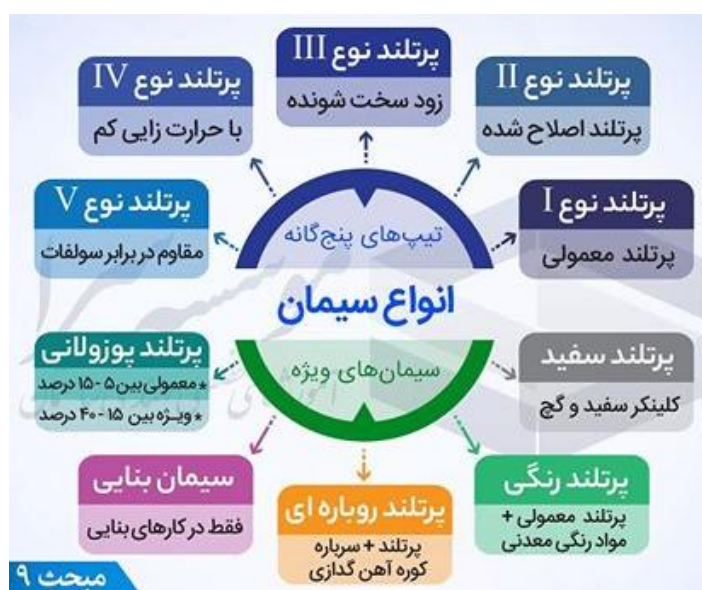 انواع سیمان
تیپ‌های پنج‌گانه
پرتلند نوع I
پرتلند معمولی
پرتلند نوع II
پرتلند اصلاح شده
پرتلند نوع III
زود سخت شونده
پرتلند نوع IV
با حرارت زایی کم
پرتلند نوع V
مقاوم در برابر سولفات
سیمان‌های ویژه
پرتلند سفید
کلینکر سفید و گچ
پرتلند رنگی
پرتلند معمولی +
مواد رنگی معدنی
پرتلند روباره ای
پرتلند + سرباره
کوره آهن گدازی
سیمان بنایی
فقط در کارهای بنایی
پرتلند پوزولانی
* معمولی بین ۵ - ۱۵ درصد
* ویـژه بین ۱۵ - ۴۰ درصد
مبحث ۹